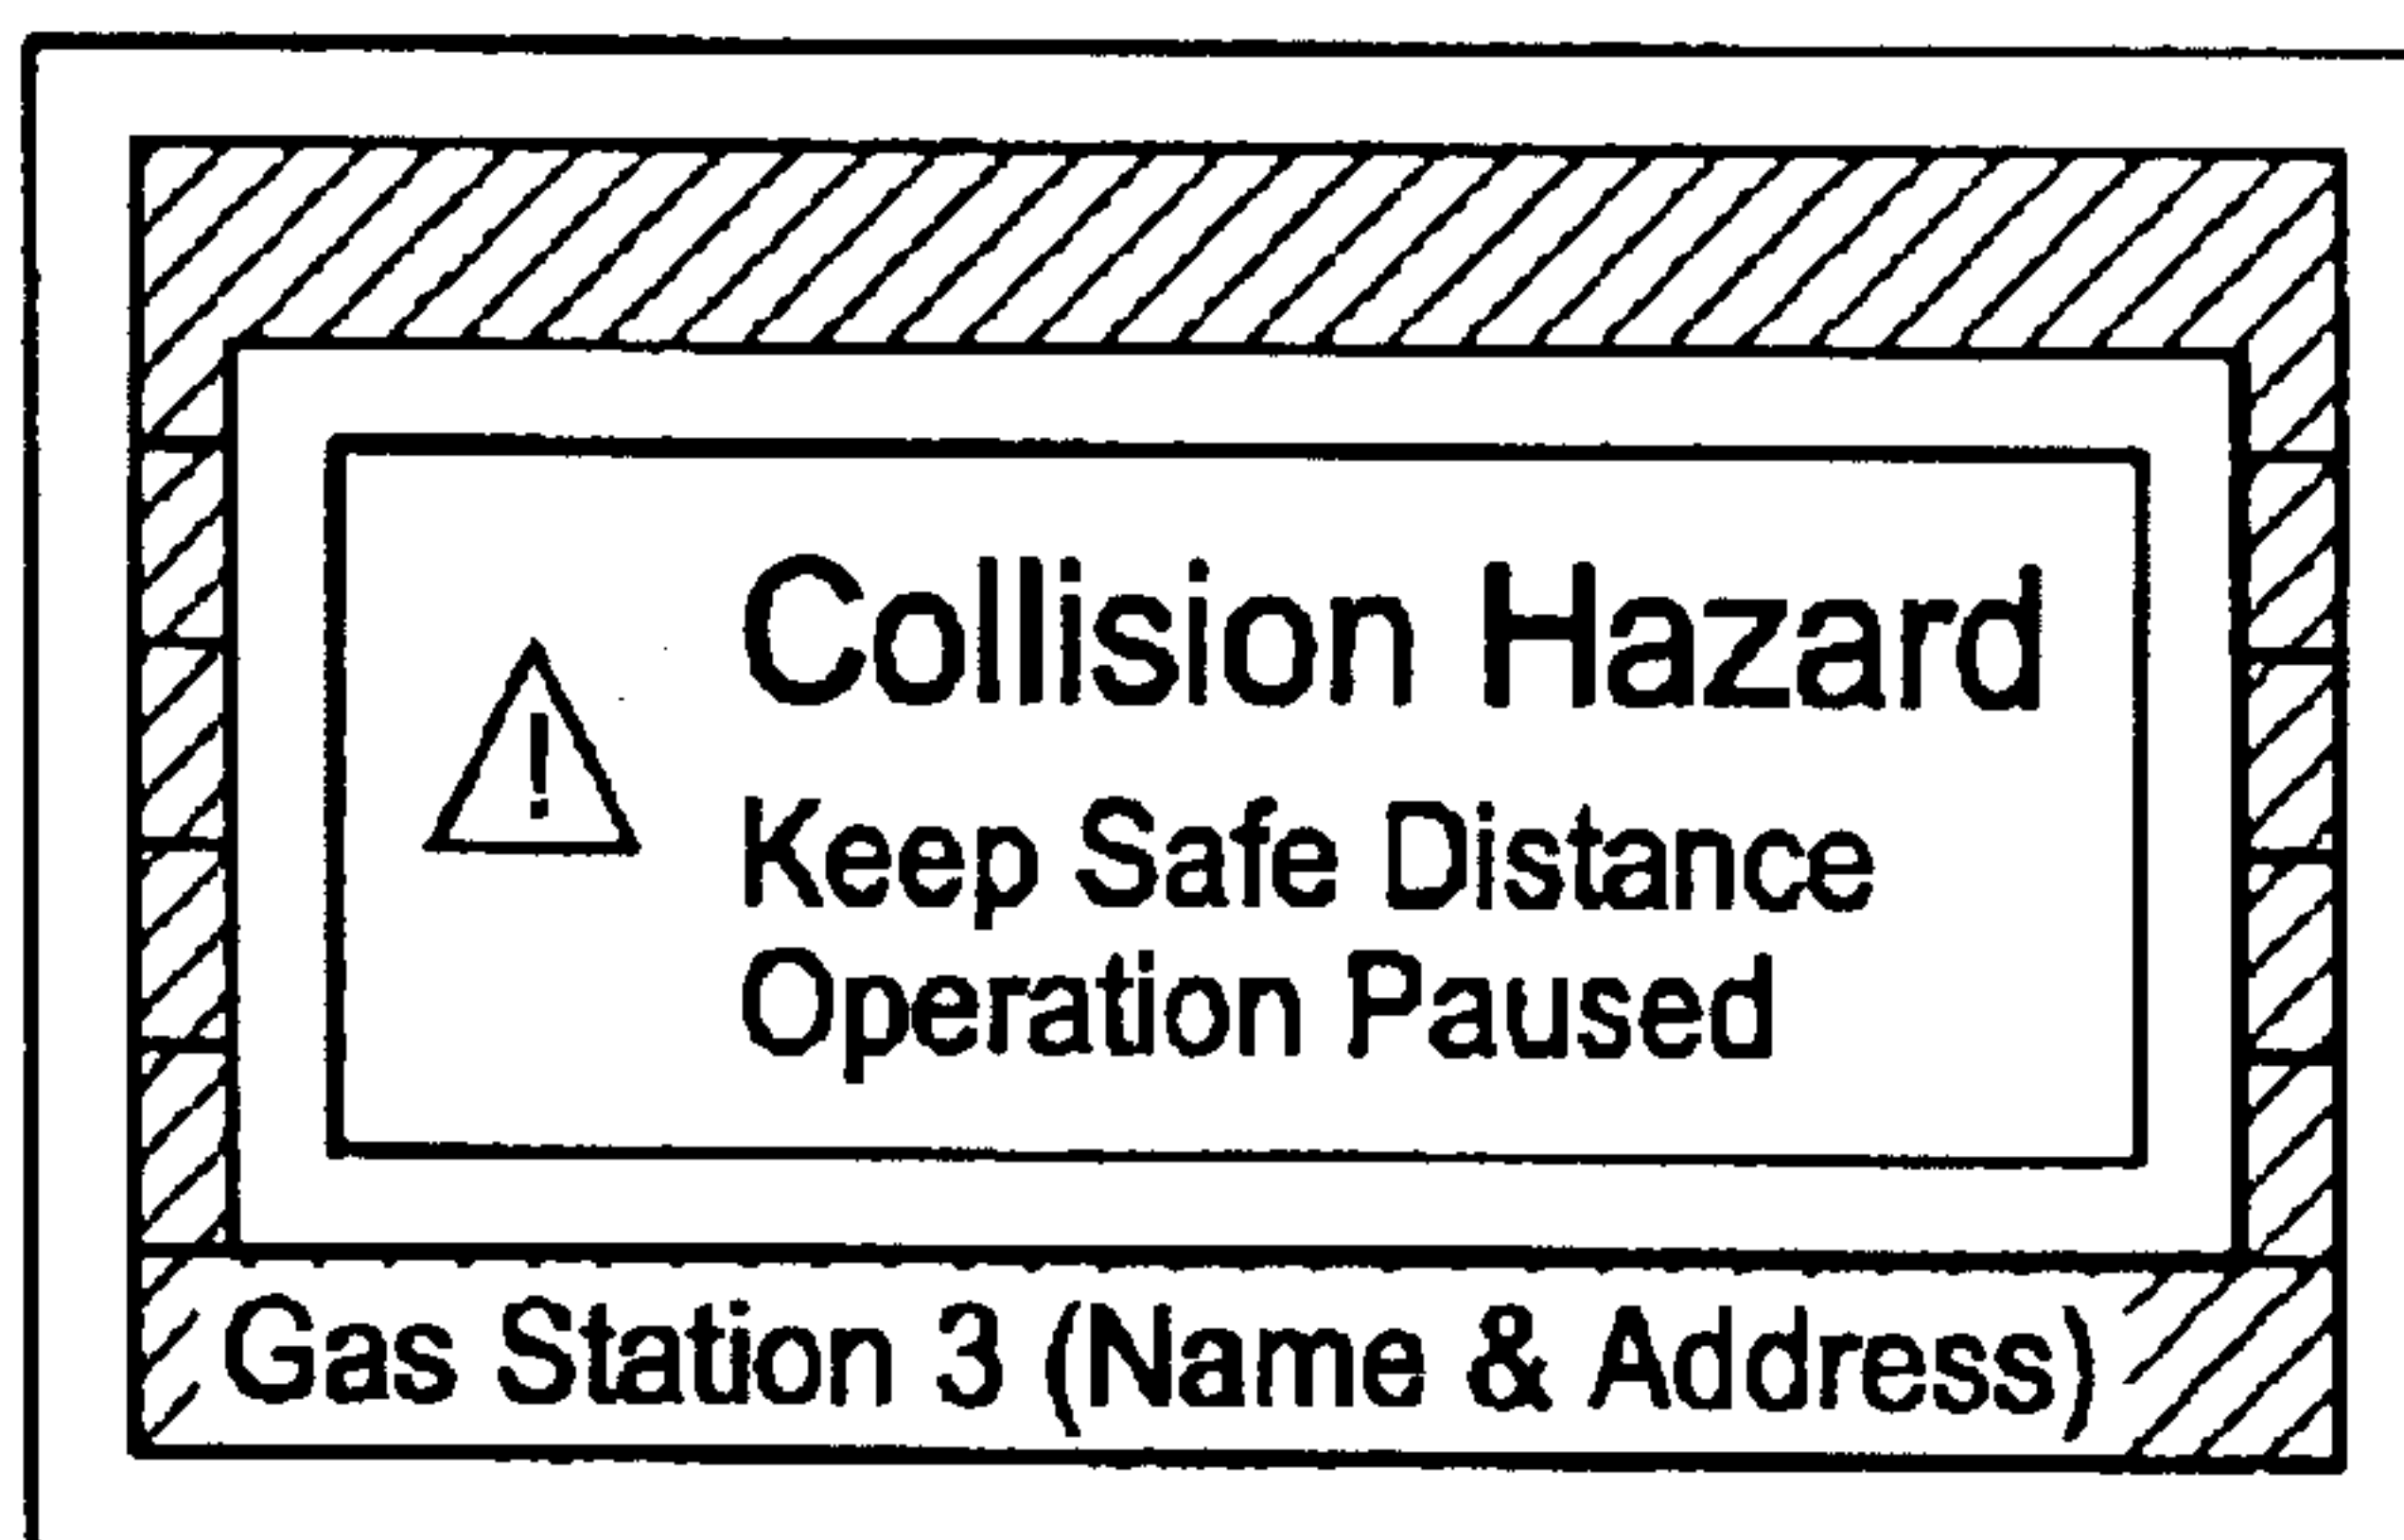 Collision Hazard
!
Keep Safe Distance
Operation Paused
Gas Station 3 (Name & Address)